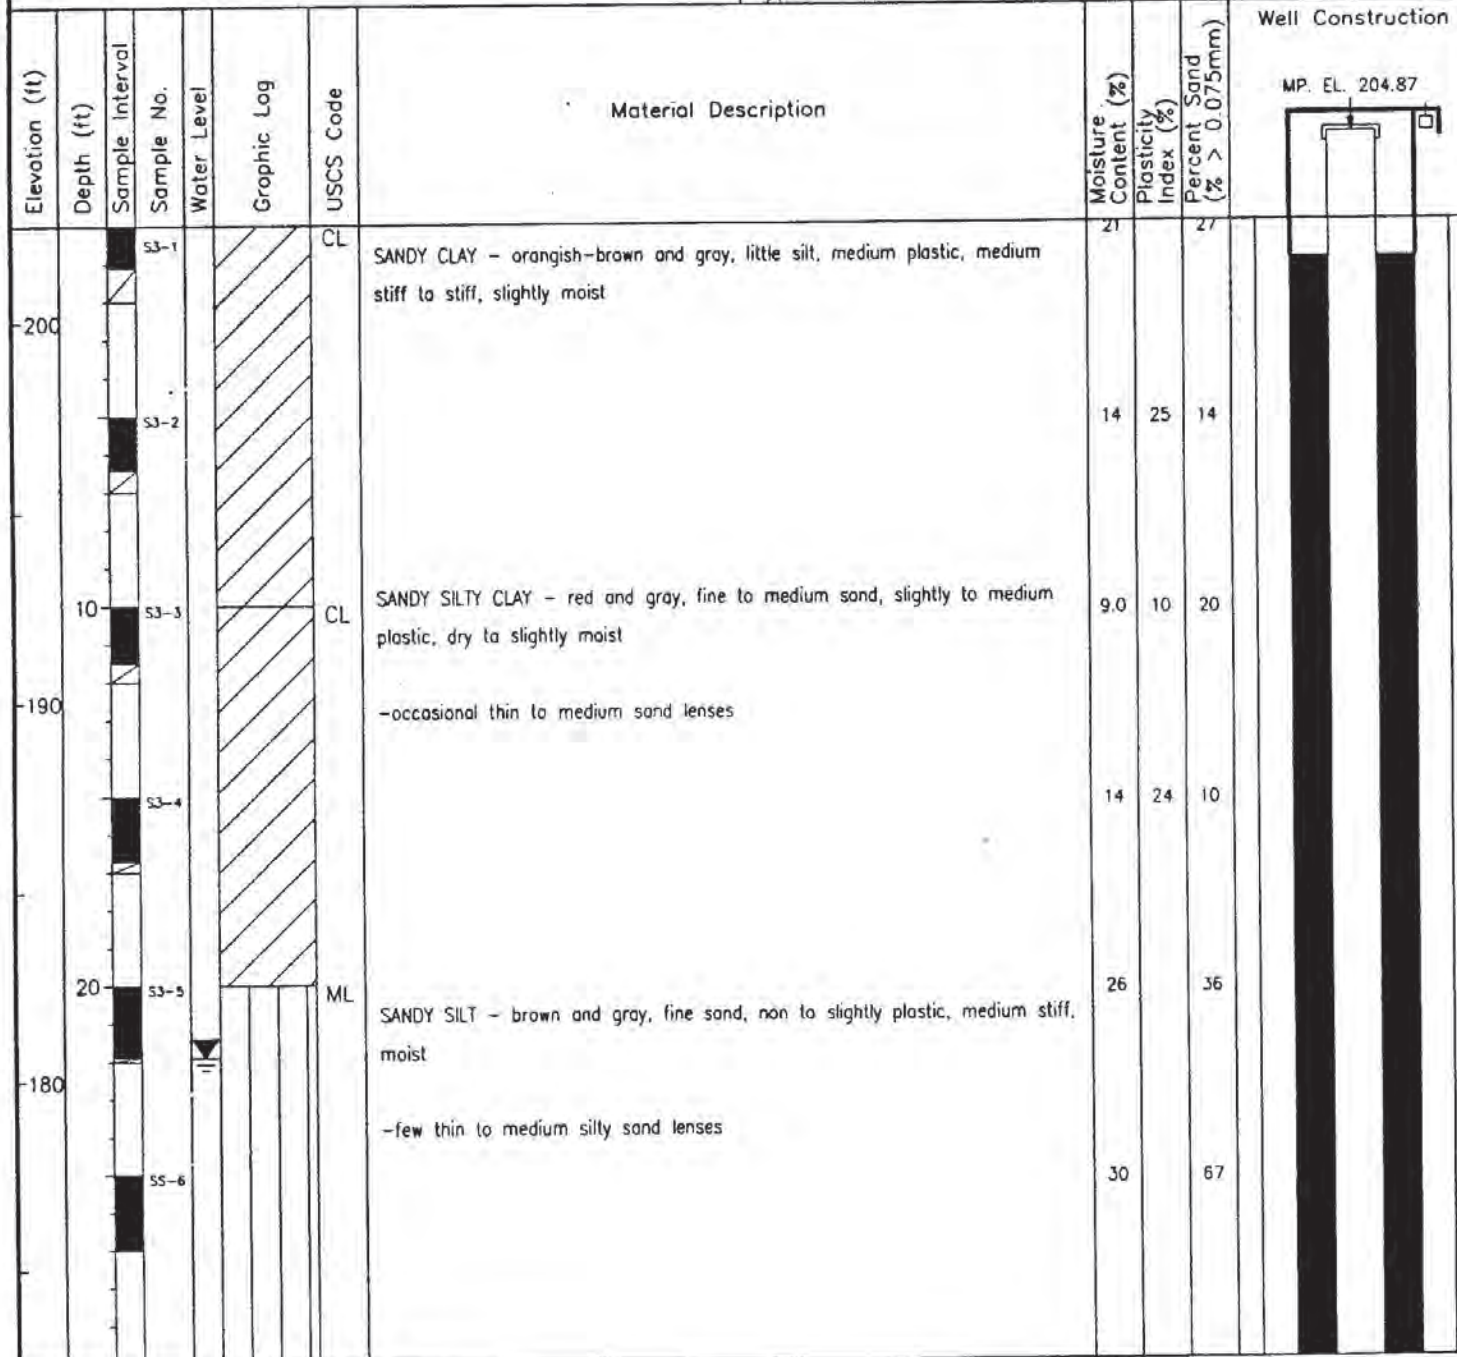 Elevation (ft)
Depth (ft)
Sample Interval
Sample No.
Water Level
Graphic Log
USCS Code
Material Description
Moisture
Content (%)
Plasticity
Index (%)
Percent Sand
(% > 0.075mm)
Well Construction
MP. EL. 204.87
S3-1
CL
SANDY CLAY - orangish-brown and gray, little silt, medium plastic, medium
stiff to stiff, slightly moist
21
27
200
S3-2
14
25
14
10
S3-3
CL
SANDY SILTY CLAY - red and gray, fine to medium sand, slightly to medium
plastic, dry to slightly moist
9.0
10
20
190
-occasional thin to medium sand lenses
S3-4
14
24
10
20
S3-5
ML
SANDY SILT - brown and gray, fine sand, non to slightly plastic, medium stiff,
moist
26
36
180
-few thin to medium silty sand lenses
SS-6
30
67